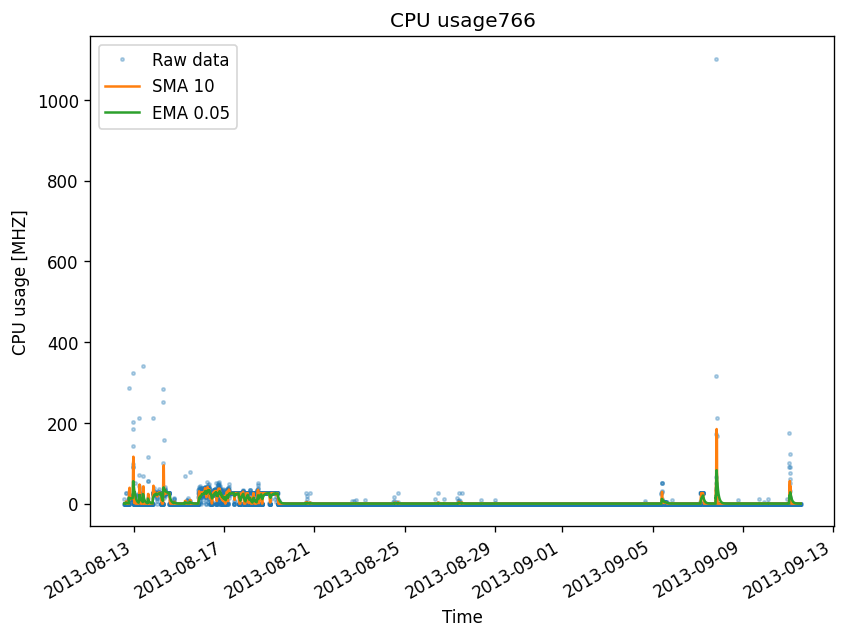 CPU usage766
Raw data
SMA 10
EMA 0.05
CPU usage [MHZ]
1000
800
600
400
200
0
2013-08-13
2013-08-17
2013-08-21
2013-08-25
2013-08-29
2013-09-01
2013-09-05
2013-09-09
2013-09-13
Time